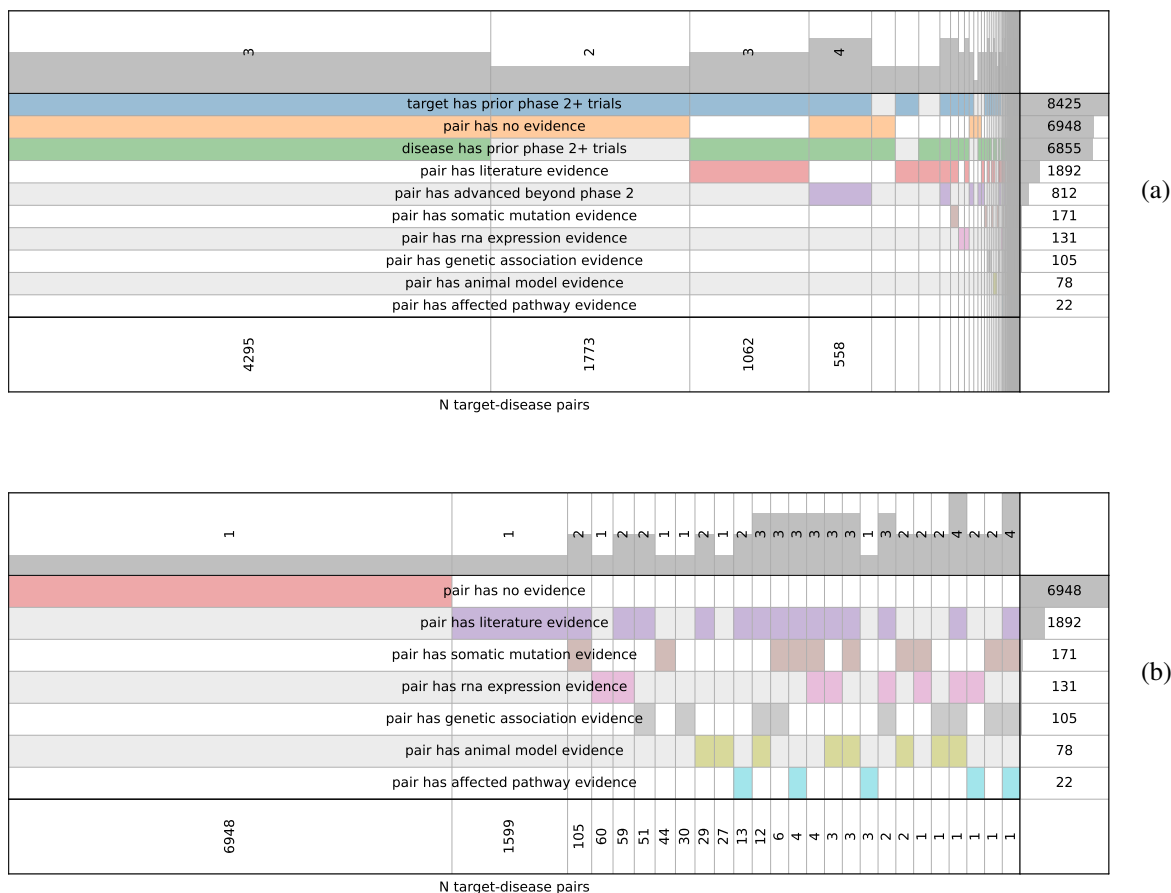 3 2 3 4
target has prior phase 2+ trials 8425
pair has no evidence 6948
disease has prior phase 2+ trials 6855
pair has literature evidence 1892
pair has advanced beyond phase 2 812
pair has somatic mutation evidence 171
pair has rna expression evidence 131
pair has genetic association evidence 105
pair has animal model evidence 78
pair has affected pathway evidence 22
4295 1773 1062 558
N target-disease pairs
(a)
1 1 2 1 2 2 1 1 2 1 2 3 3 3 3 3 1 3 2 2 4 2 2 4
pair has no evidence 6948
pair has literature evidence 1892
pair has somatic mutation evidence 171
pair has rna expression evidence 131
pair has genetic association evidence 105
pair has animal model evidence 78
pair has affected pathway evidence 22
6948 1599 105 60 59 51 44 30 29 27 13 12 6 4 4 3 3 3 2 2 1 1 1 1 1
N target-disease pairs
(b)